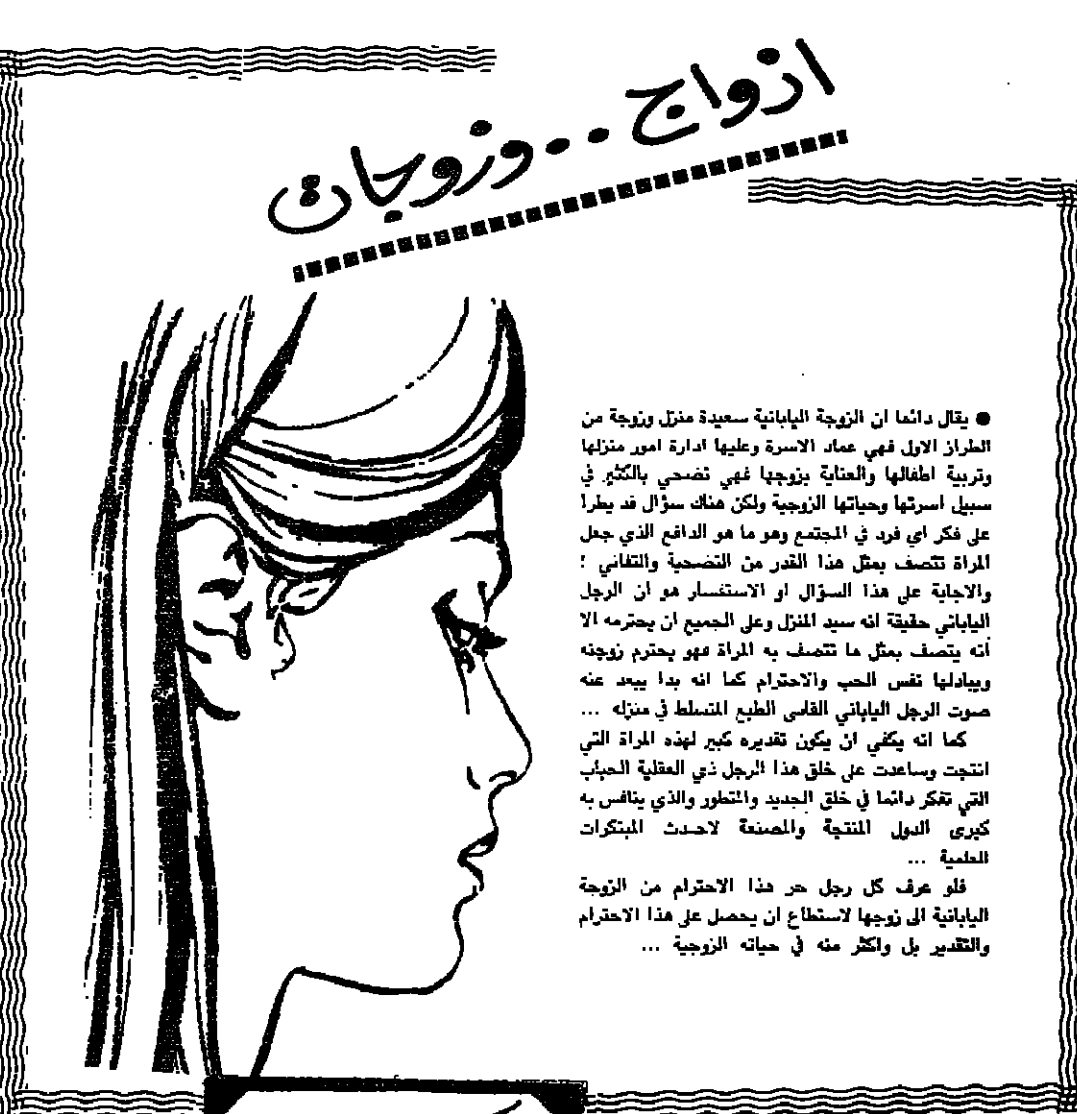 ازواج .. وزوجات
● يقال دائما ان الزوجة اليابانية سعيدة منزل وزوجة من
الطراز الاول فهي عماد الاسرة وعليها ادارة امور منزلها
وتربية اطفالها والعناية بزوجها فهي تضحي بالكثير في
سبيل اسرتها وحياتها الزوجية ولكن هناك سؤال قد يطرأ
على فكر اي فرد في المجتمع وهو ما هو الدافع الذي جعل
المراة تتصف بمثل هذا القدر من التضحية والتفاني ؛
والاجابة على هذا السؤال او الاستفسار هو ان الرجل
الياباني حقيقة انه سيد المنزل وعلى الجميع ان يحترمه الا
أنه يتصف بمثل ما تتصف به المراة فهو يحترم زوجته
ويبادلها نفس الحب والاحترام كما انه بدا يبعد عنه
صوت الرجل الياباني القاسى الطبع المتسلط في منزله ...
كما انه يكفي ان يكون تقديره كبير لهذه المراة التي
انتجت وساعدت على خلق هذا الرجل ذي العقلية الحباب
التي تفكر دائما في خلق الجديد والمتطور والذي ينافس به
كبرى الدول المنتجة والمصنعة لاحدث المبتكرات
العلمية ...
فلو عرف كل رجل حر هذا الاحترام من الزوجة
اليابانية الى زوجها لاستطاع ان يحصل على هذا الاحترام
والتقدير بل واكثر منه في حياته الزوجية ...